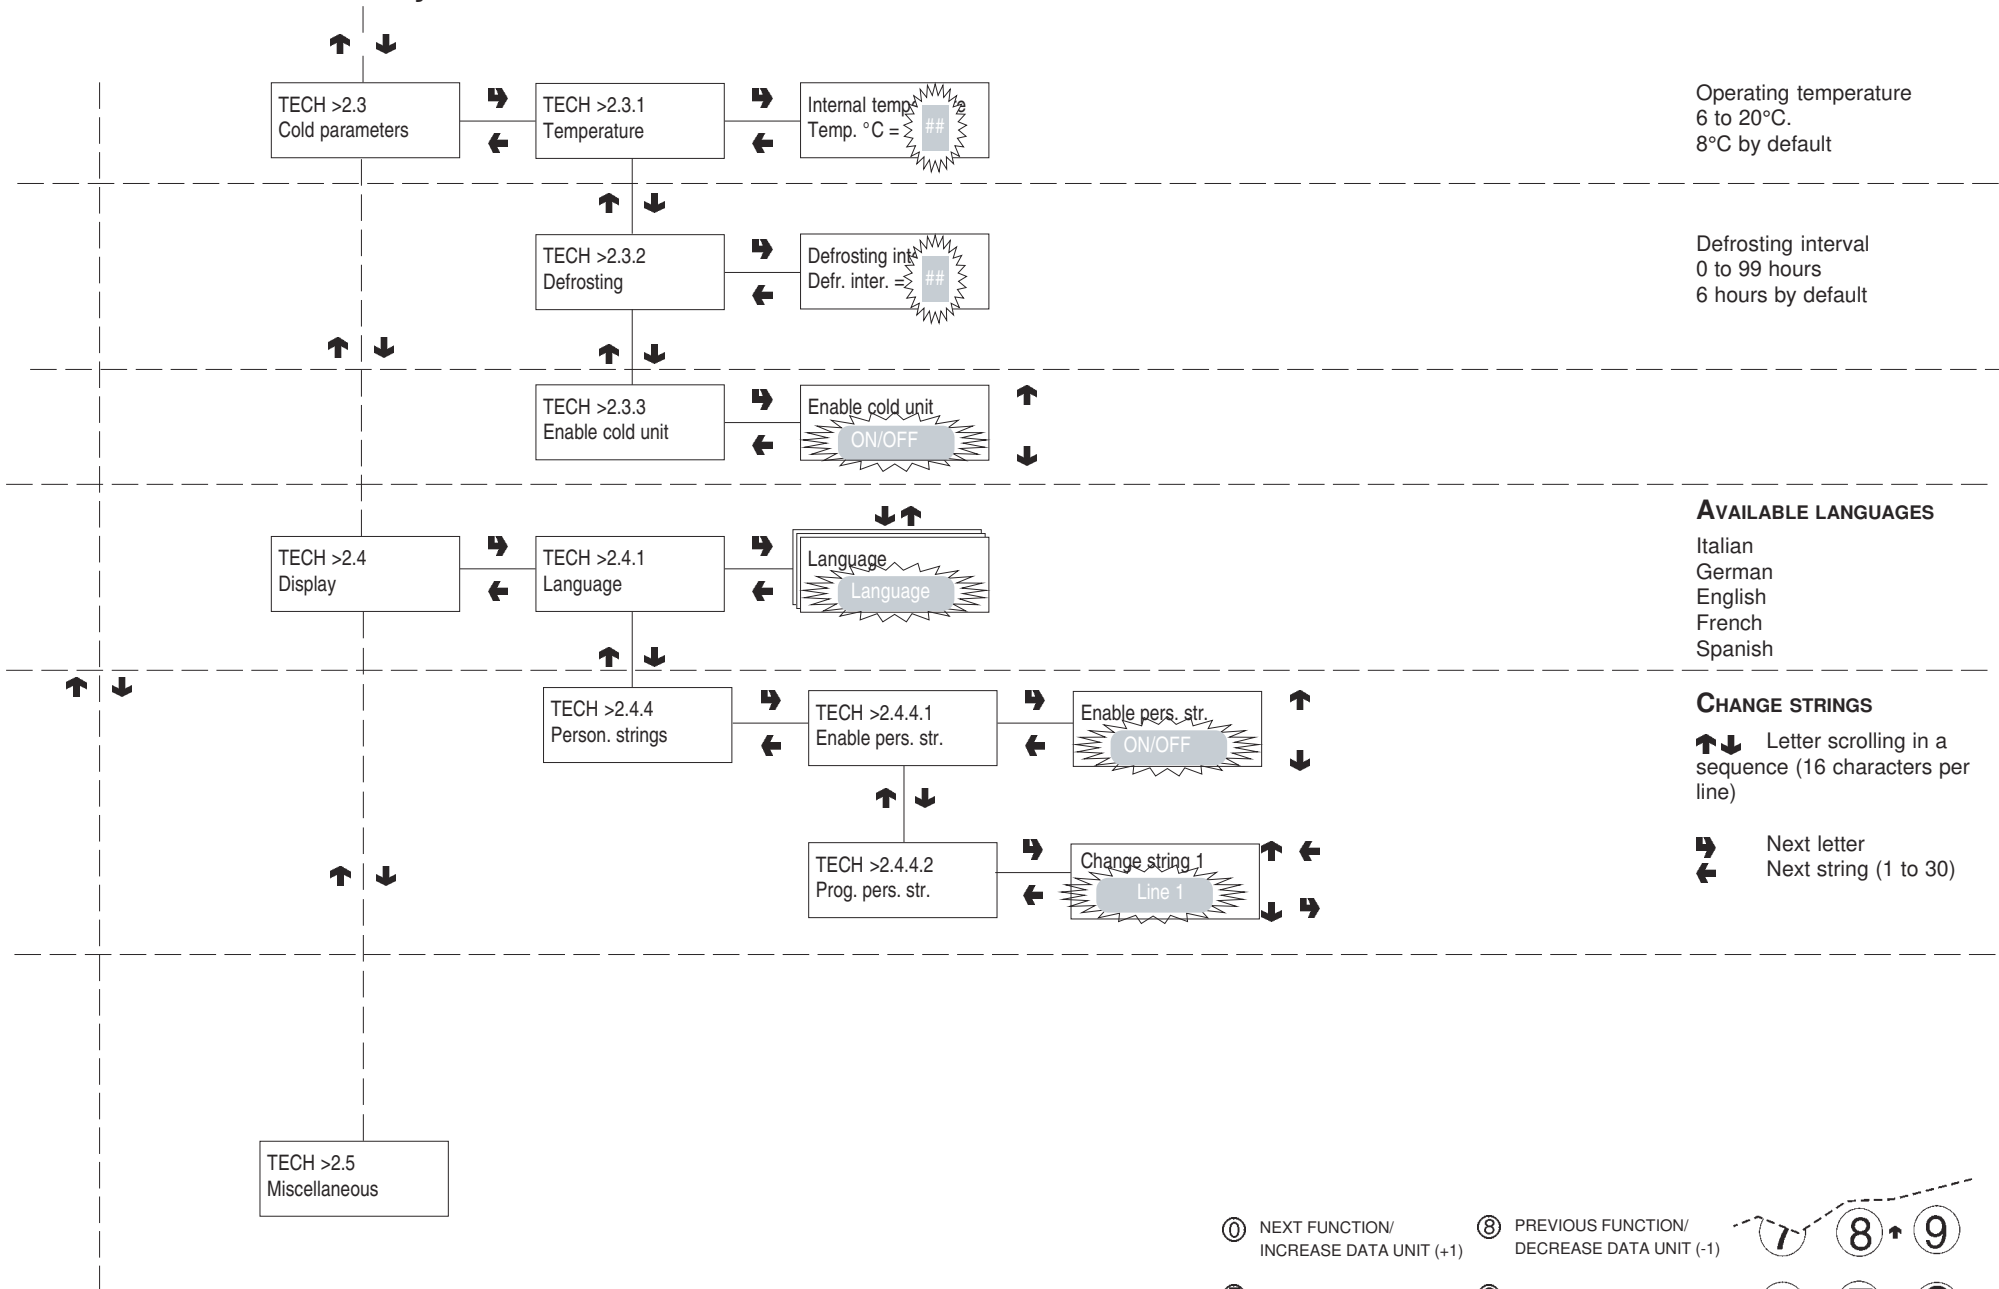 TECH >2.3
Cold parameters
TECH >2.3.1
Temperature
Internal temp
Temp. °C =
##
Operating temperature
6 to 20°C.
8°C by default
TECH >2.3.2
Defrosting
Defrosting int
Defr. inter. =
##
Defrosting interval
0 to 99 hours
6 hours by default
TECH >2.3.3
Enable cold unit
Enable cold unit
ON/OFF
TECH >2.4
Display
TECH >2.4.1
Language
Language
Language
AVAILABLE LANGUAGES
Italian
German
English
French
Spanish
TECH >2.4.4
Person. strings
TECH >2.4.4.1
Enable pers. str.
Enable pers. str.
ON/OFF
CHANGE STRINGS
Letter scrolling in a
sequence (16 characters per
line)
Next letter
Next string (1 to 30)
TECH >2.4.4.2
Prog. pers. str.
Change string 1
Line 1
TECH >2.5
Miscellaneous
0 NEXT FUNCTION/
INCREASE DATA UNIT (+1)
8 PREVIOUS FUNCTION/
DECREASE DATA UNIT (-1)
7 8 9